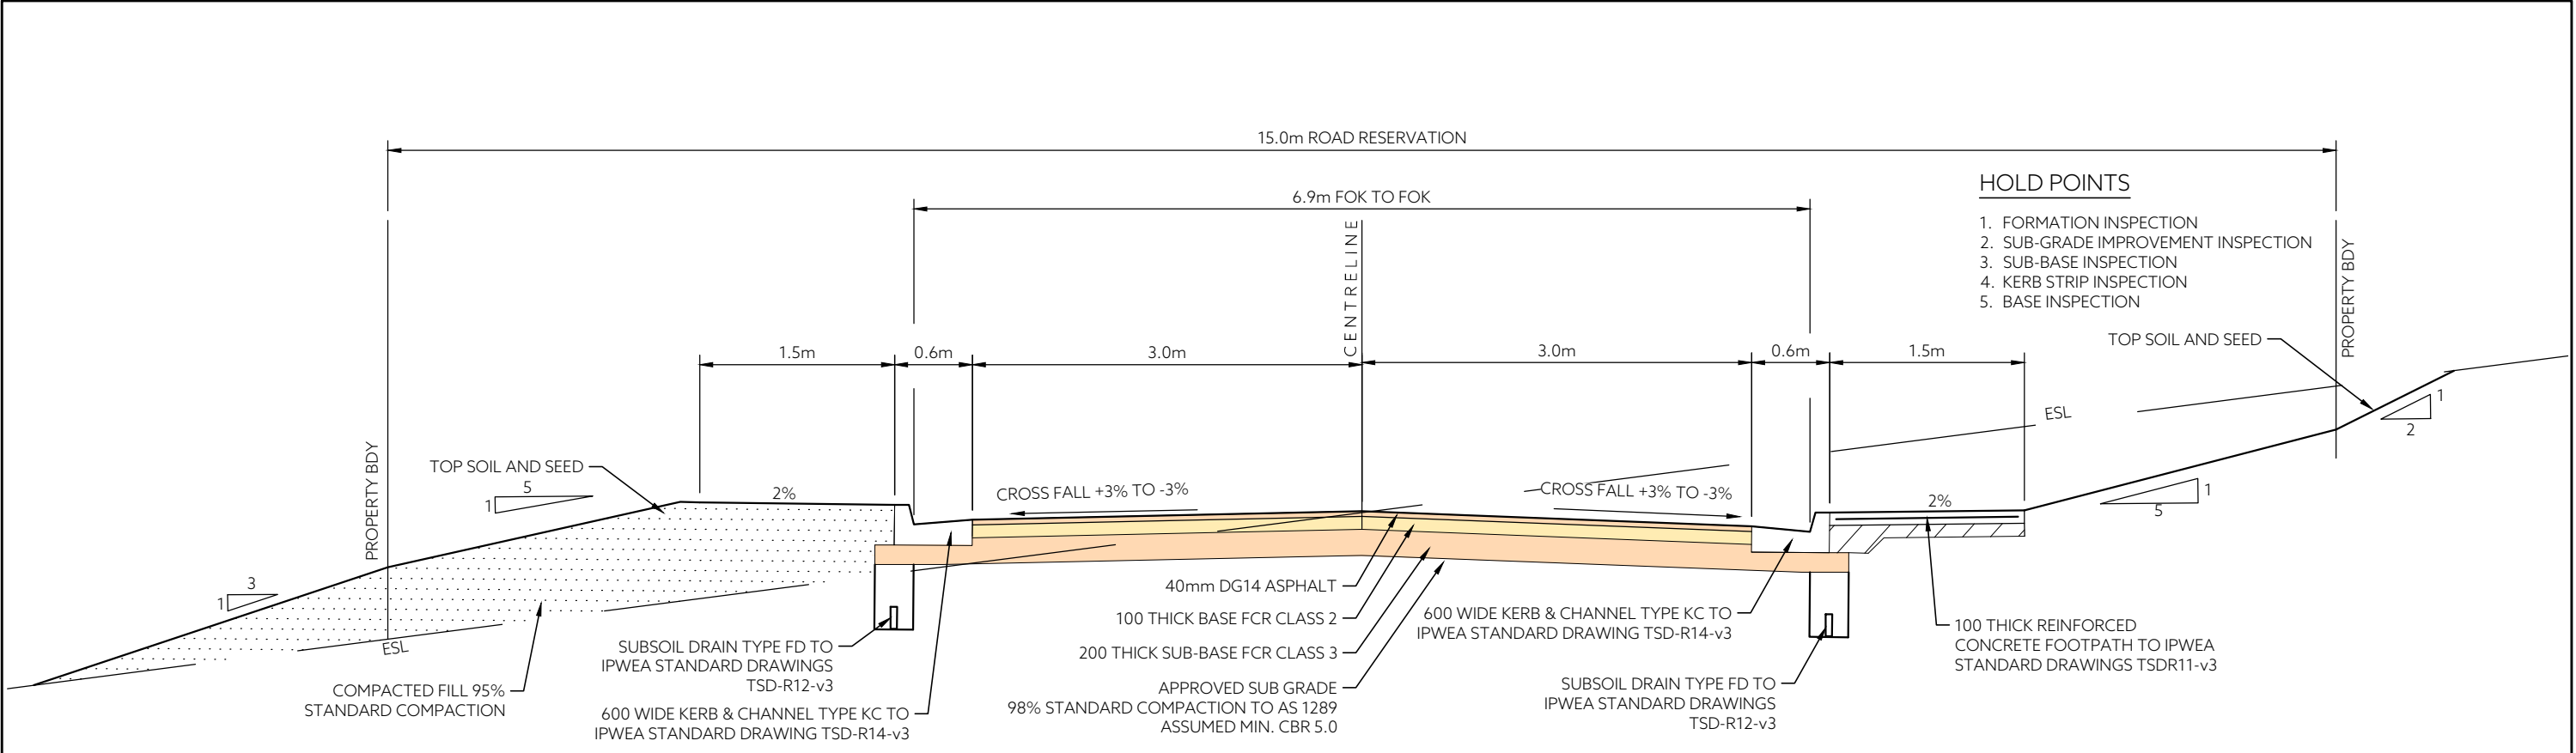 15.0m ROAD RESERVATION
6.9m FOK TO FOK
HOLD POINTS
1. FORMATION INSPECTION
2. SUB-GRADE IMPROVEMENT INSPECTION
3. SUB-BASE INSPECTION
4. KERB STRIP INSPECTION
5. BASE INSPECTION
CENTRELINE
PROPERTY BDY
TOP SOIL AND SEED
1.5m
0.6m
3.0m
3.0m
0.6m
1.5m
1
2
ESL
PROPERTY BDY
TOP SOIL AND SEED
5
1
2%
CROSS FALL +3% TO -3%
CROSS FALL +3% TO -3%
2%
1
5
3
1
ESL
COMPACTED FILL 95%
STANDARD COMPACTION
SUBSOIL DRAIN TYPE FD TO
IPWEA STANDARD DRAWINGS
TSD-R12-v3
600 WIDE KERB & CHANNEL TYPE KC TO
IPWEA STANDARD DRAWING TSD-R14-v3
40mm DG14 ASPHALT
100 THICK BASE FCR CLASS 2
200 THICK SUB-BASE FCR CLASS 3
APPROVED SUB GRADE
98% STANDARD COMPACTION TO AS 1289
ASSUMED MIN. CBR 5.0
600 WIDE KERB & CHANNEL TYPE KC TO
IPWEA STANDARD DRAWING TSD-R14-v3
SUBSOIL DRAIN TYPE FD TO
IPWEA STANDARD DRAWINGS
TSD-R12-v3
100 THICK REINFORCED
CONCRETE FOOTPATH TO IPWEA
STANDARD DRAWINGS TSDR11-v3